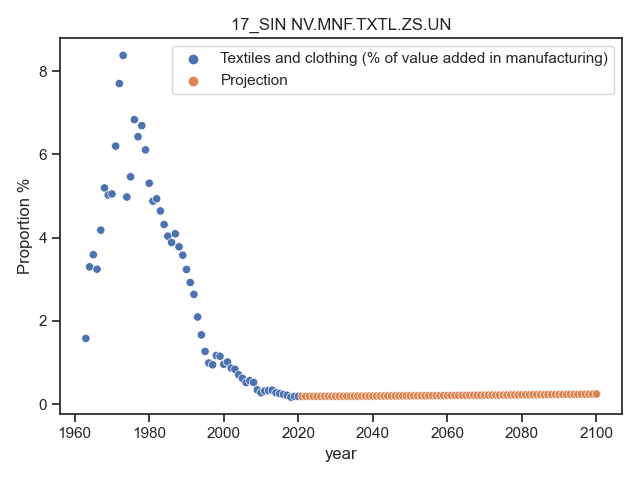 17_SIN NV.MNF.TXTL.ZS.UN
Textiles and clothing (% of value added in manufacturing)
Projection
Proportion %
8
6
4
2
0
1960 1980 2000 2020 2040 2060 2080 2100
year